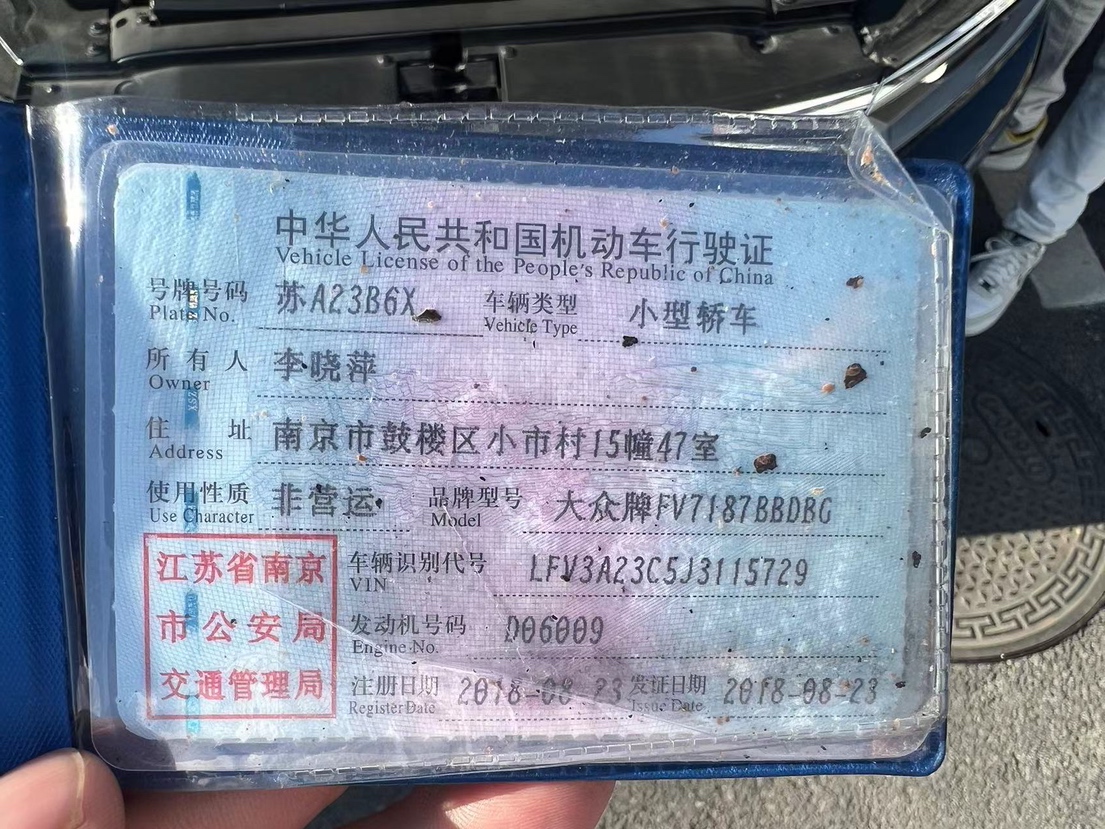 中华人民共和国机动车行驶证
Vehicle License of the People's Republic of China
号牌号码 苏A23B6X 车辆类型 小型轿车
Plate No. Vehicle Type
所有人 李晓萍
Owner
住址 南京市鼓楼区小市村15幢47室
Address
使用性质 非营运 品牌型号 大众牌FV7187BBDBG
Use Character Model
江苏省南京 车辆识别代号 LFV3A23C5J3115729
VIN
市公安局 发动机号码 D06009
Engine No.
交通管理局 注册日期 2018-08-23 发证日期 2018-08-23
Register Date Issue Date